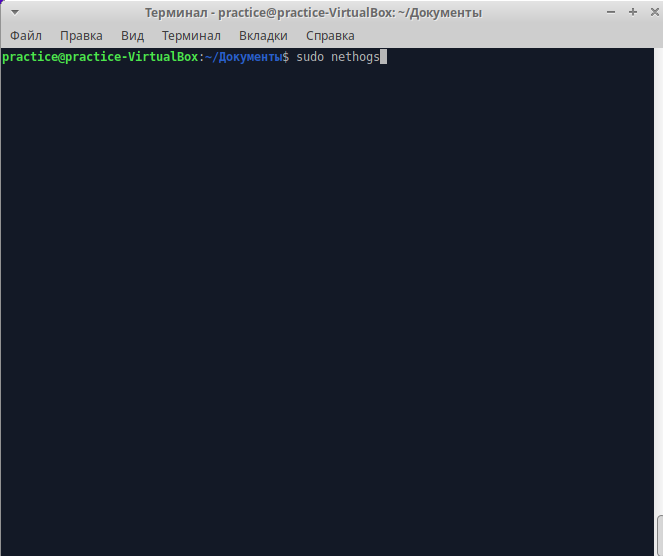 Терминал - practice@practice-VirtualBox: ~/Документы
Файл Правка Вид Терминал Вкладки Справка
practice@practice-VirtualBox:~/Документы$ sudo nethogs